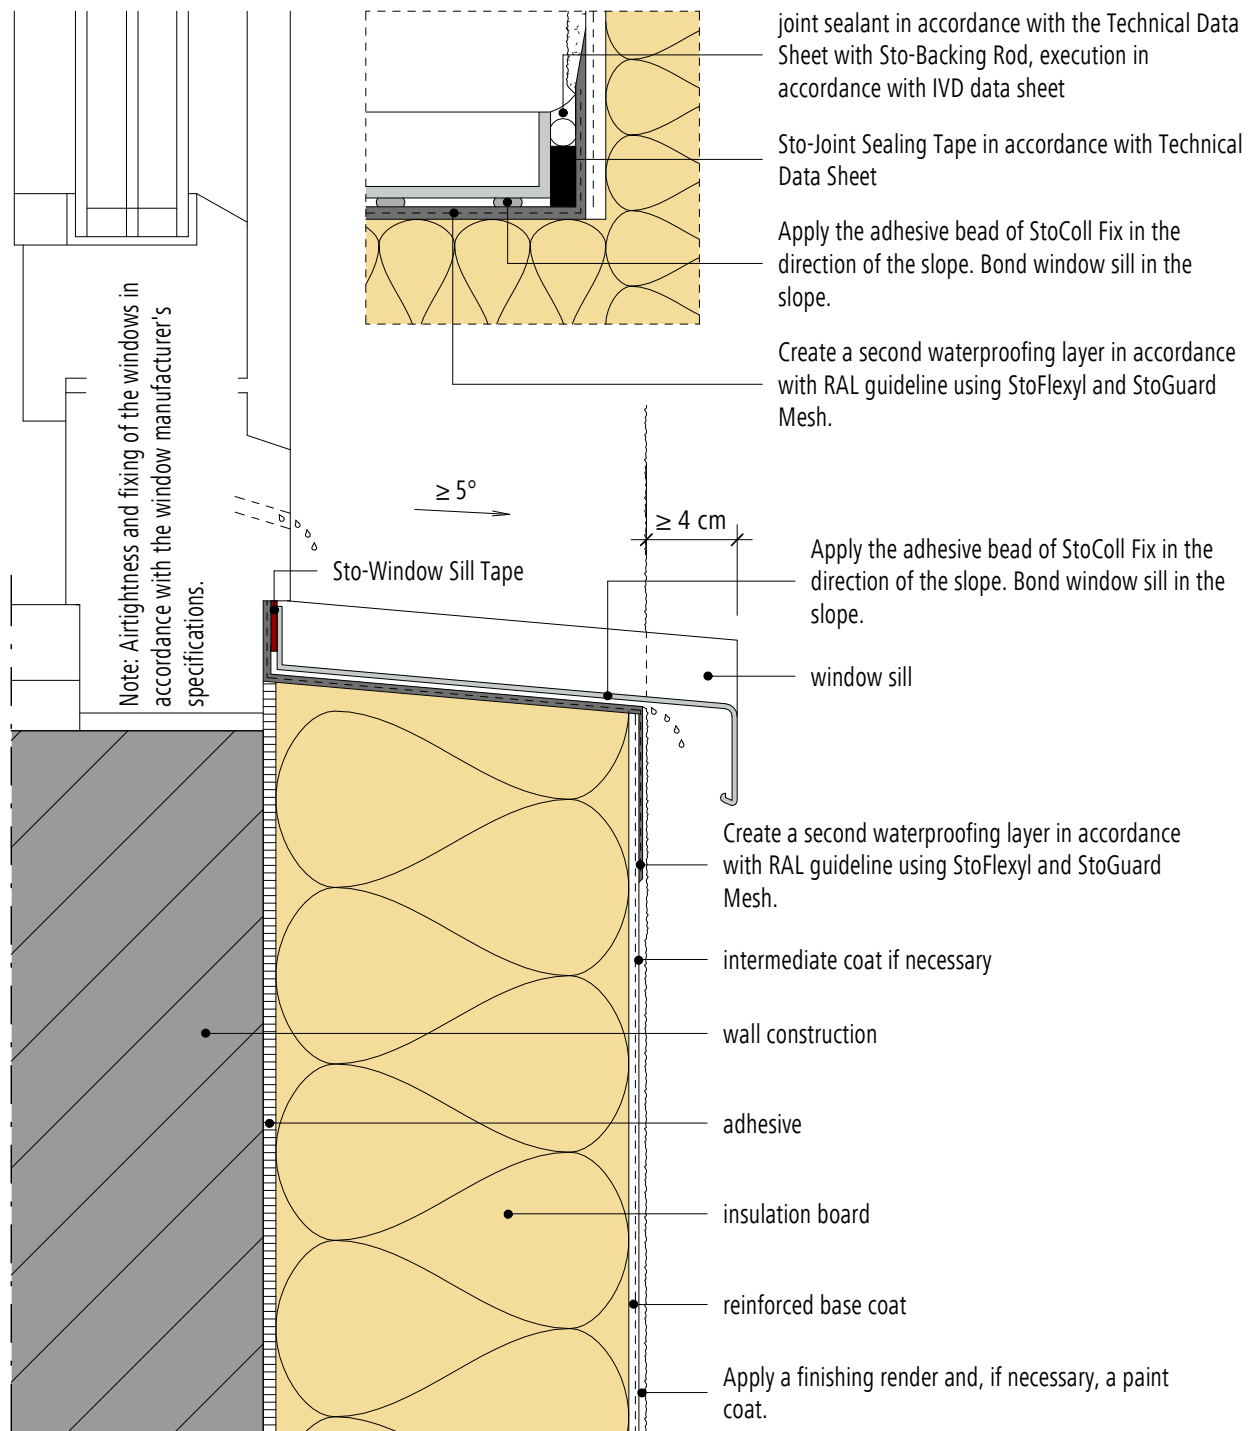 joint sealant in accordance with the Technical Data
Sheet with Sto-Backing Rod, execution in
accordance with IVD data sheet
Sto-Joint Sealing Tape in accordance with Technical
Data Sheet
Apply the adhesive bead of StoColl Fix in the
direction of the slope. Bond window sill in the
slope.
Create a second waterproofing layer in accordance
with RAL guideline using StoFlexyl and StoGuard
Mesh.
Note: Airtightness and fixing of the windows in
accordance with the window manufacturer's
specifications.
≥ 5°
≥ 4 cm
Sto-Window Sill Tape
Apply the adhesive bead of StoColl Fix in the
direction of the slope. Bond window sill in the
slope.
window sill
Create a second waterproofing layer in accordance
with RAL guideline using StoFlexyl and StoGuard
Mesh.
intermediate coat if necessary
wall construction
adhesive
insulation board
reinforced base coat
Apply a finishing render and, if necessary, a paint
coat.